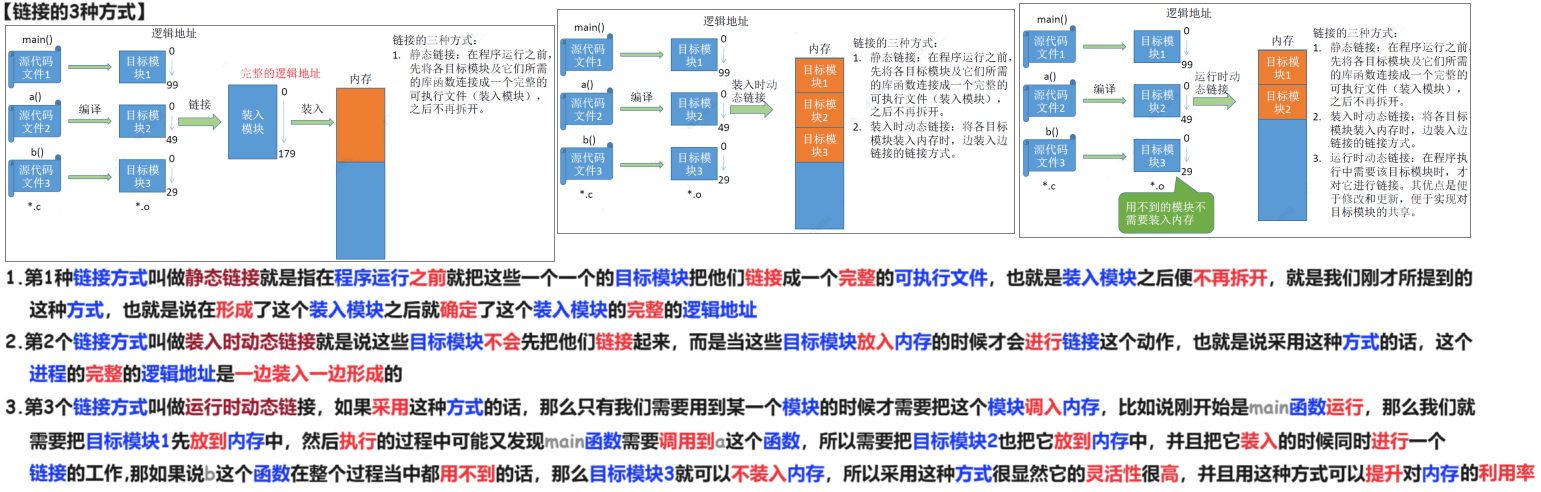 【链接的3种方式】
逻辑地址
main()
源代码
文件1
目标模
块1
0
99
a()
源代码
文件2
编译
目标模
块2
0
49
链接
b()
源代码
文件3
目标模
块3
0
29
*.c
*.o
完整的逻辑地址
装入
模块
0
179
装入
内存
链接的三种方式：
1. 静态链接：在程序运行之前，
先将各目标模块及它们所需
的库函数连接成一个完整的
可执行文件（装入模块），
之后不再拆开。
逻辑地址
main()
源代码
文件1
目标模
块1
0
99
a()
源代码
文件2
编译
目标模
块2
0
49
装入时动
态链接
b()
源代码
文件3
目标模
块3
0
29
*.c
*.o
内存
目标模
块1
目标模
块2
目标模
块3
链接的三种方式：
1. 静态链接：在程序运行之前，
先将各目标模块及它们所需
的库函数连接成一个完整的
可执行文件（装入模块），
之后不再拆开。
2. 装入时动态链接：将各目标
模块装入内存时，边装入边
链接的链接方式。
逻辑地址
main()
源代码
文件1
目标模
块1
0
99
a()
源代码
文件2
编译
目标模
块2
0
49
运行时动
态链接
b()
源代码
文件3
目标模
块3
0
29
*.c
*.o
用不到的模块不
需要装入内存
内存
目标模
块1
目标模
块2
链接的三种方式：
1. 静态链接：在程序运行之前，
先将各目标模块及它们所需
的库函数连接成一个完整的
可执行文件（装入模块），
之后不再拆开。
2. 装入时动态链接：将各目标
模块装入内存时，边装入边
链接的链接方式。
3. 运行时动态链接：在程序执
行中需要该目标模块时，才
对它进行链接。其优点是便
于修改和更新，便于实现对
目标模块的共享。
1.第1种链接方式叫做静态链接就是指在程序运行之前就把这些一个一个的目标模块把他们链接成一个完整的可执行文件，也就是装入模块之后便不再拆开，就是我们刚才所提到的
这种方式，也就是说在形成了这个装入模块之后就确定了这个装入模块的完整的逻辑地址
2.第2个链接方式叫做装入时动态链接就是说这些目标模块不会先把他们链接起来，而是当这些目标模块放入内存的时候才会进行链接这个动作，也就是说采用这种方式的话，这个
进程的完整的逻辑地址是一边装入一边形成的
3.第3个链接方式叫做运行时动态链接，如果采用这种方式的话，那么只有我们需要用到某一个模块的时候才需要把这个模块调入内存，比如说刚开始是main函数运行，那么我们就
需要把目标模块1先放到内存中，然后执行的过程中可能又发现main函数需要调用到a这个函数，所以需要把目标模块2也把它放到内存中，并且把它装入的时候同时进行一个
链接的工作,那如果说b这个函数在整个过程当中都用不到的话，那么目标模块3就可以不装入内存，所以采用这种方式很显然它的灵活性很高，并且用这种方式可以提升对内存的利用率